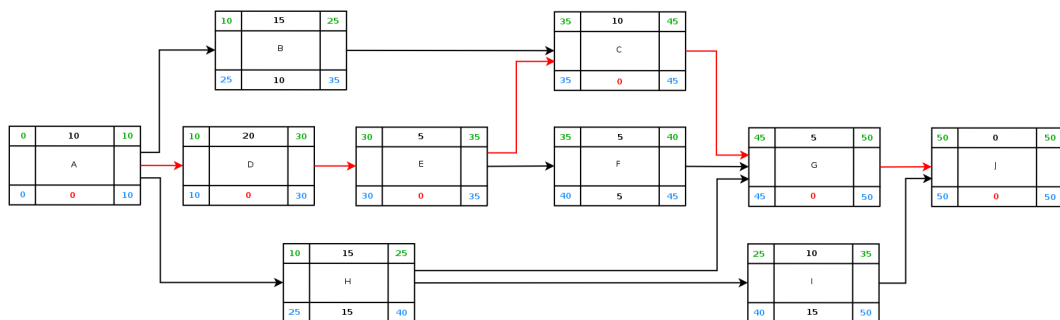 10 15 25
B
25 10 35
35 10 45
C
35 0 45
0 10 10
A
0 0 10
10 20 30
D
10 0 30
30 5 35
E
30 0 35
35 5 40
F
40 5 45
45 5 50
G
45 0 50
50 0 50
J
50 0 50
10 15 25
H
25 15 40
25 10 35
I
40 15 50